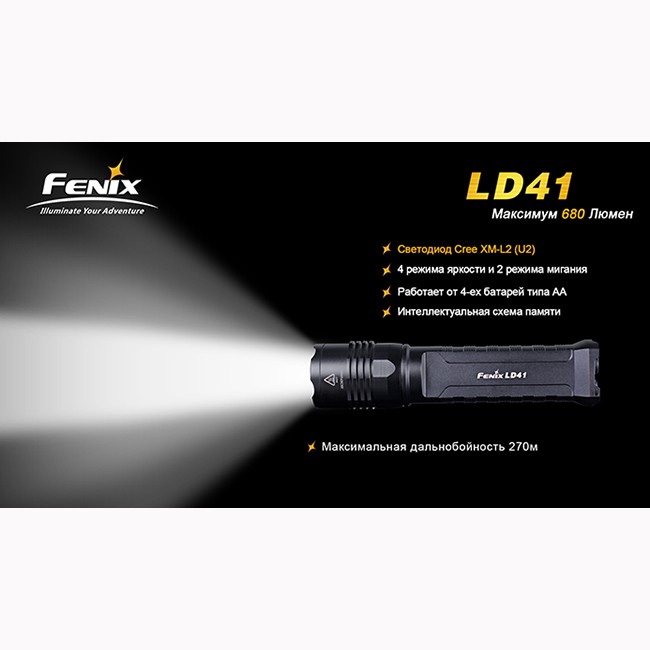 FENIX
Illuminate Your Adventure
LD41
Максимум 680 Люмен
Светодиод Cree XM-L2 (U2)
4 режима яркости и 2 режима мигания
Работает от 4-ех батарей типа АА
Интеллектуальная схема памяти
FENIX LD41
Максимальная дальнобойность 270м